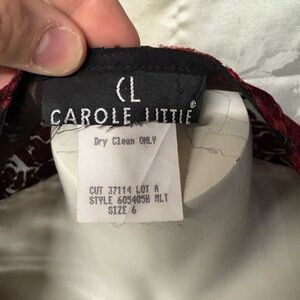 CL
CAROLE LITTLE®
Dry Clean ONLY
CUT 37114 LOT A
STYLE 605405H MLT
SIZE 6